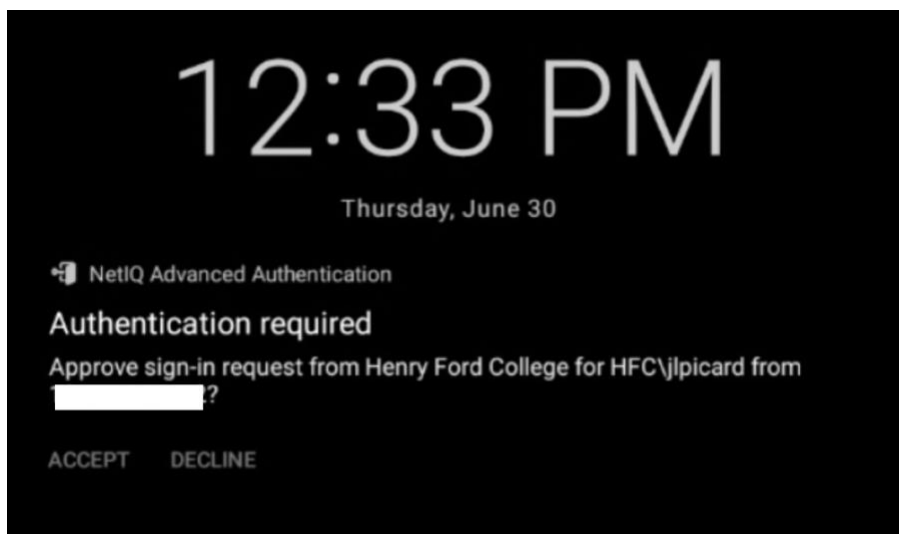 12:33 PM
Thursday, June 30
NetIQ Advanced Authentication
Authentication required
Approve sign-in request from Henry Ford College for HFC\jlpicard from
?
ACCEPT DECLINE